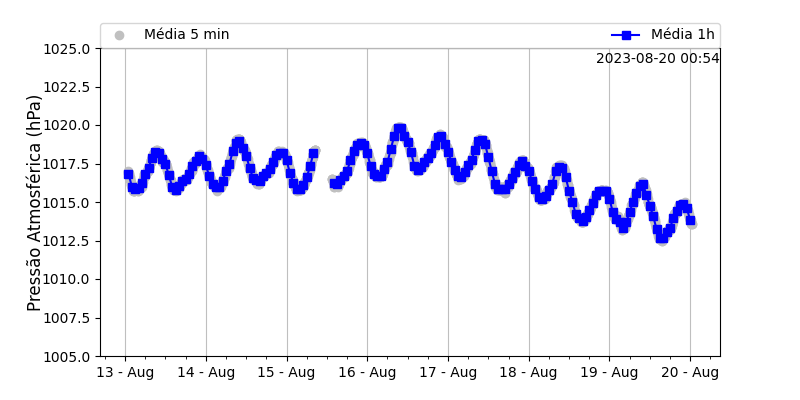 Média 5 min
Média 1h
2023-08-20 00:54
Pressão Atmosférica (hPa)
1025.0
1022.5
1020.0
1017.5
1015.0
1012.5
1010.0
1007.5
1005.0
13 - Aug
14 - Aug
15 - Aug
16 - Aug
17 - Aug
18 - Aug
19 - Aug
20 - Aug